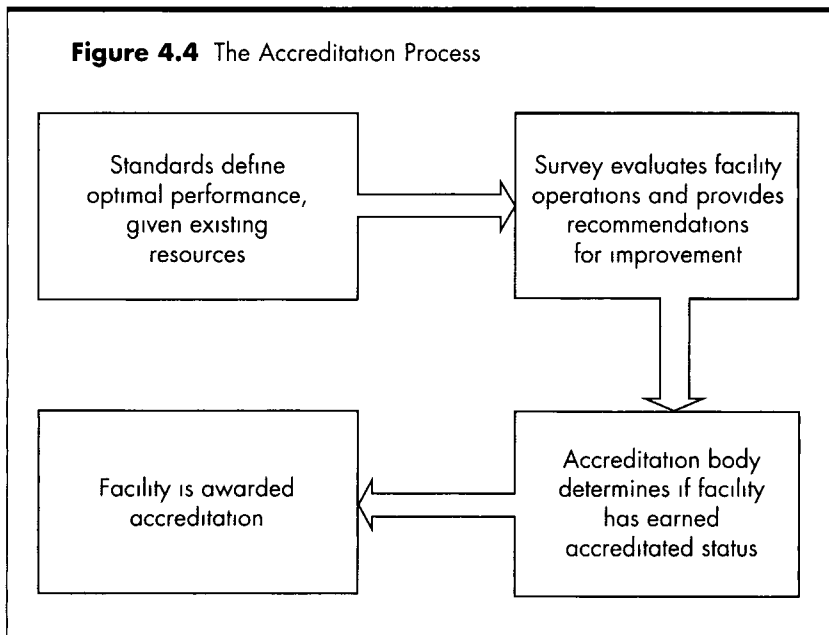 Figure 4.4 The Accreditation Process
Standards define
optimal performance,
given existing
resources
Survey evaluates facility
operations and provides
recommendations
for improvement
Accreditation body
determines if facility
has earned
accreditated status
Facility is awarded
accreditation